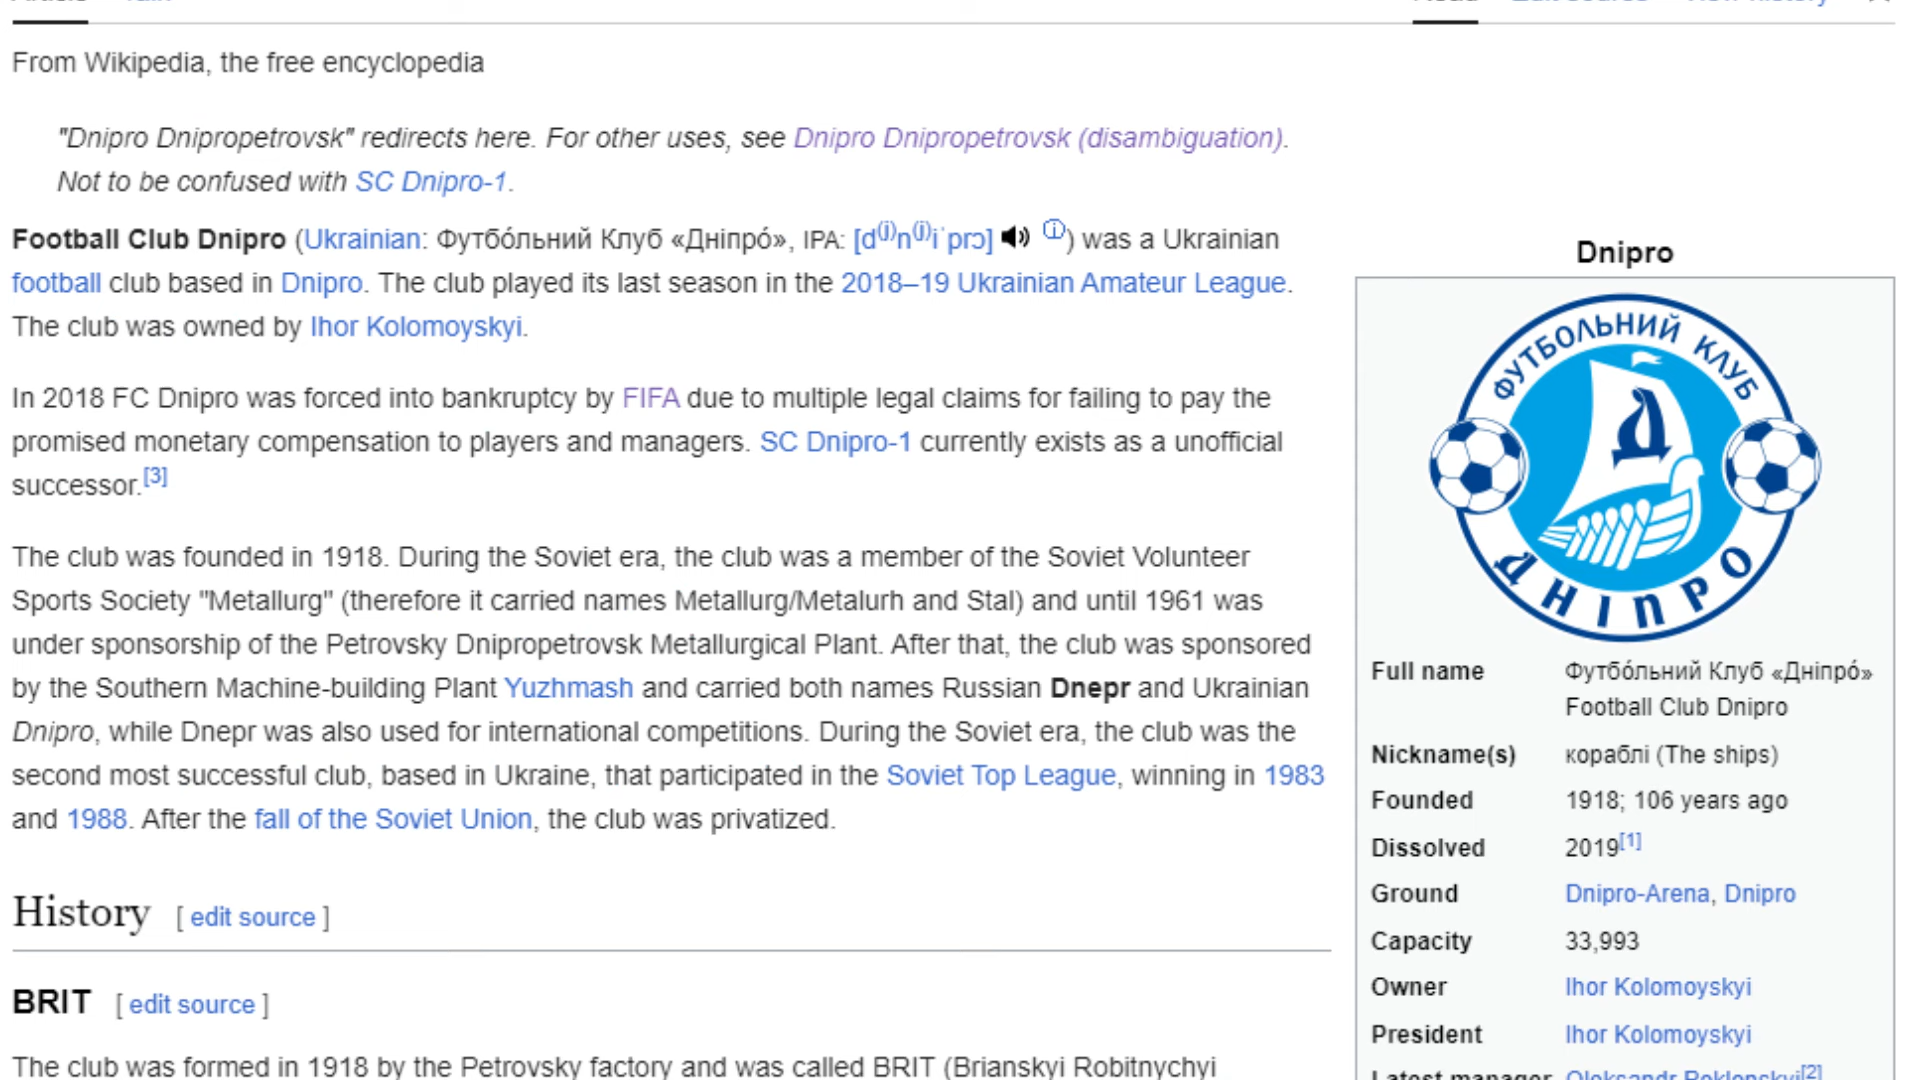 From Wikipedia, the free encyclopedia
"Dnipro Dnipropetrovsk" redirects here. For other uses, see Dnipro Dnipropetrovsk (disambiguation).
Not to be confused with SC Dnipro-1.
Football Club Dnipro (Ukrainian: Футбо́льний Клуб «Дніпро́», IPA: [d⁽ʲ⁾n⁽ʲ⁾iˈprɔ] ⓘ) was a Ukrainian
football club based in Dnipro. The club played its last season in the 2018–19 Ukrainian Amateur League.
The club was owned by Ihor Kolomoyskyi.
In 2018 FC Dnipro was forced into bankruptcy by FIFA due to multiple legal claims for failing to pay the
promised monetary compensation to players and managers. SC Dnipro-1 currently exists as a unofficial
successor.[3]
The club was founded in 1918. During the Soviet era, the club was a member of the Soviet Volunteer
Sports Society "Metallurg" (therefore it carried names Metallurg/Metalurh and Stal) and until 1961 was
under sponsorship of the Petrovsky Dnipropetrovsk Metallurgical Plant. After that, the club was sponsored
by the Southern Machine-building Plant Yuzhmash and carried both names Russian Dnepr and Ukrainian
Dnipro, while Dnepr was also used for international competitions. During the Soviet era, the club was the
second most successful club, based in Ukraine, that participated in the Soviet Top League, winning in 1983
and 1988. After the fall of the Soviet Union, the club was privatized.
History [ edit source ]
BRIT [ edit source ]
The club was formed in 1918 by the Petrovsky factory and was called BRIT (Brianskyi Robitnychyi
Dnipro
ФУТБОЛЬНИЙ КЛУБ
Д
ДНІПРО
Full name Футбо́льний Клуб «Дніпро́»
Football Club Dnipro
Nickname(s) кораблі (The ships)
Founded 1918; 106 years ago
Dissolved 2019[1]
Ground Dnipro-Arena, Dnipro
Capacity 33,993
Owner Ihor Kolomoyskyi
President Ihor Kolomoyskyi
Latest manager Oleksandr Poklonskyi[2]